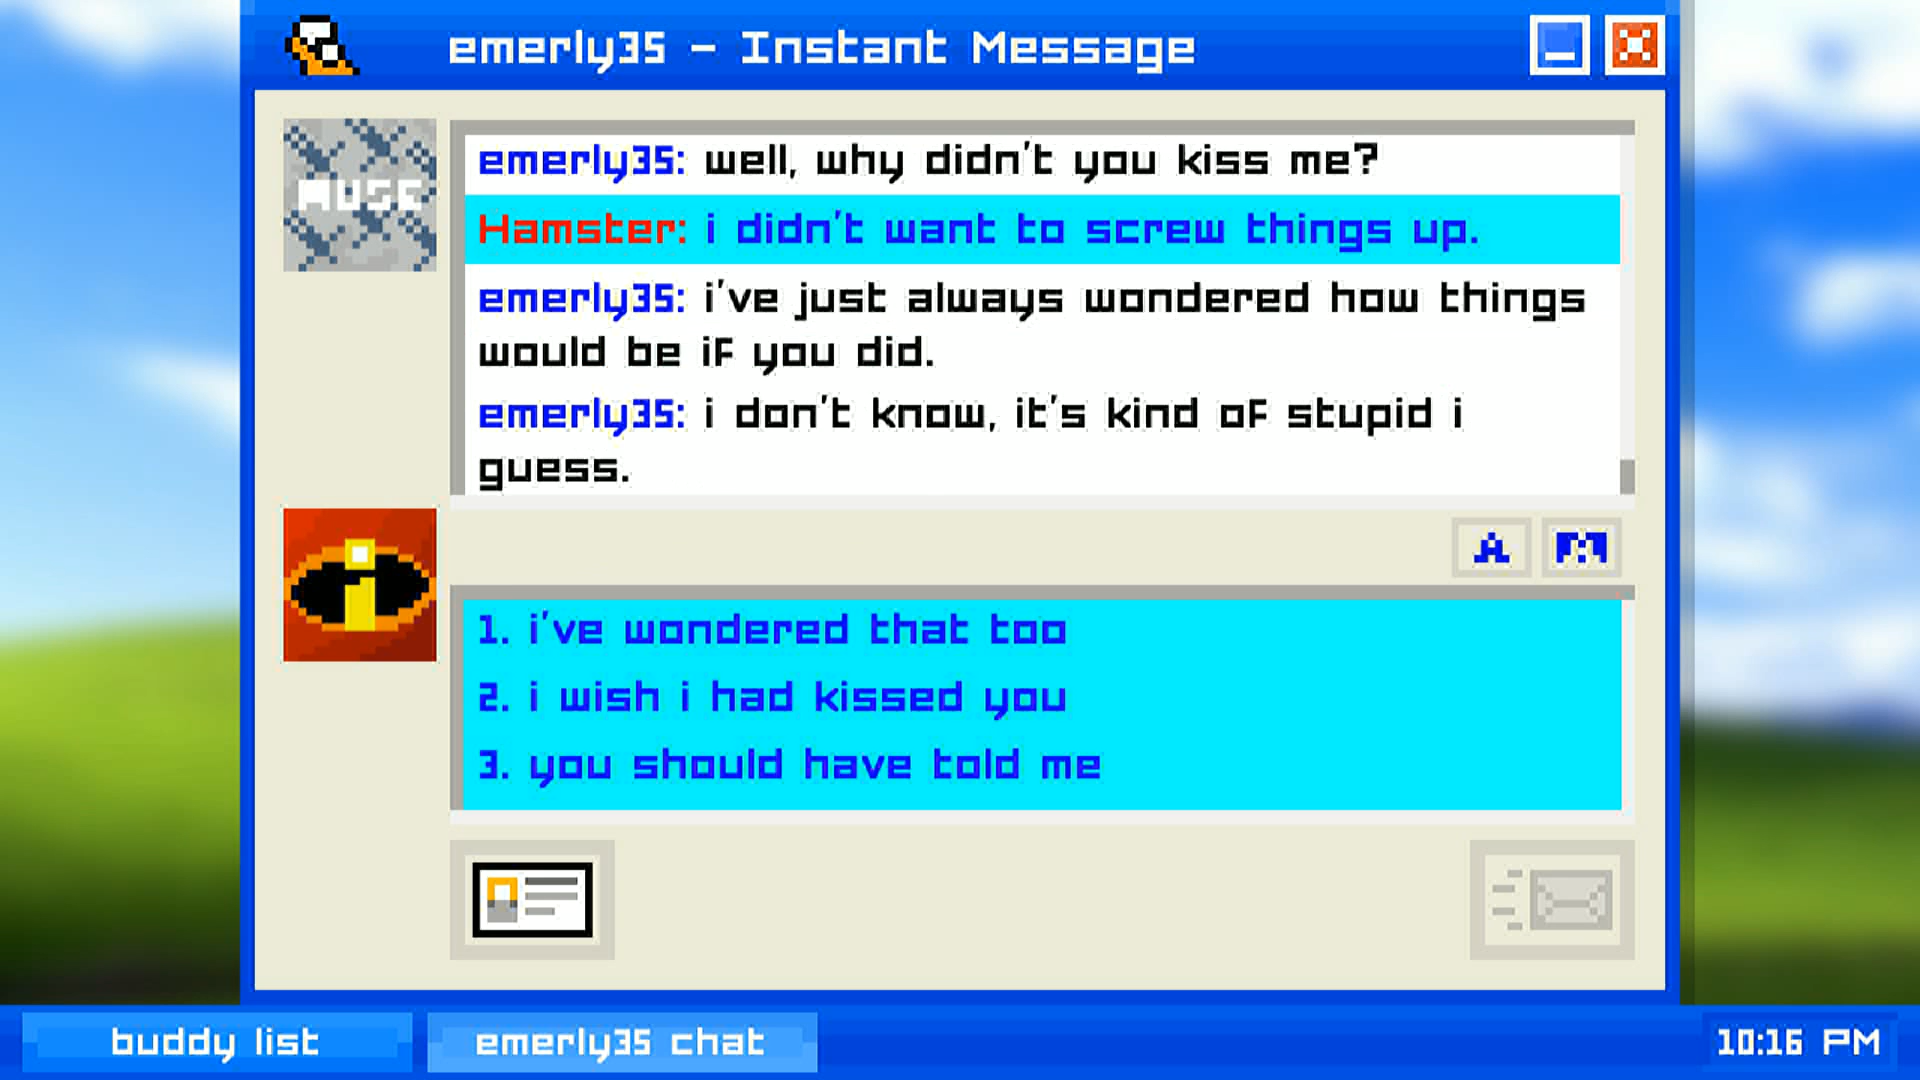 emerly35 - Instant Message
MUSE
emerly35: well, why didn't you kiss me?
Hamster: i didn't want to screw things up.
emerly35: i've just always wondered how things
would be if you did.
emerly35: i don't know, it's kind of stupid i
guess.
A M
1. i've wondered that too
2. i wish i had kissed you
3. you should have told me
buddy list
emerly35 chat
10:16 PM